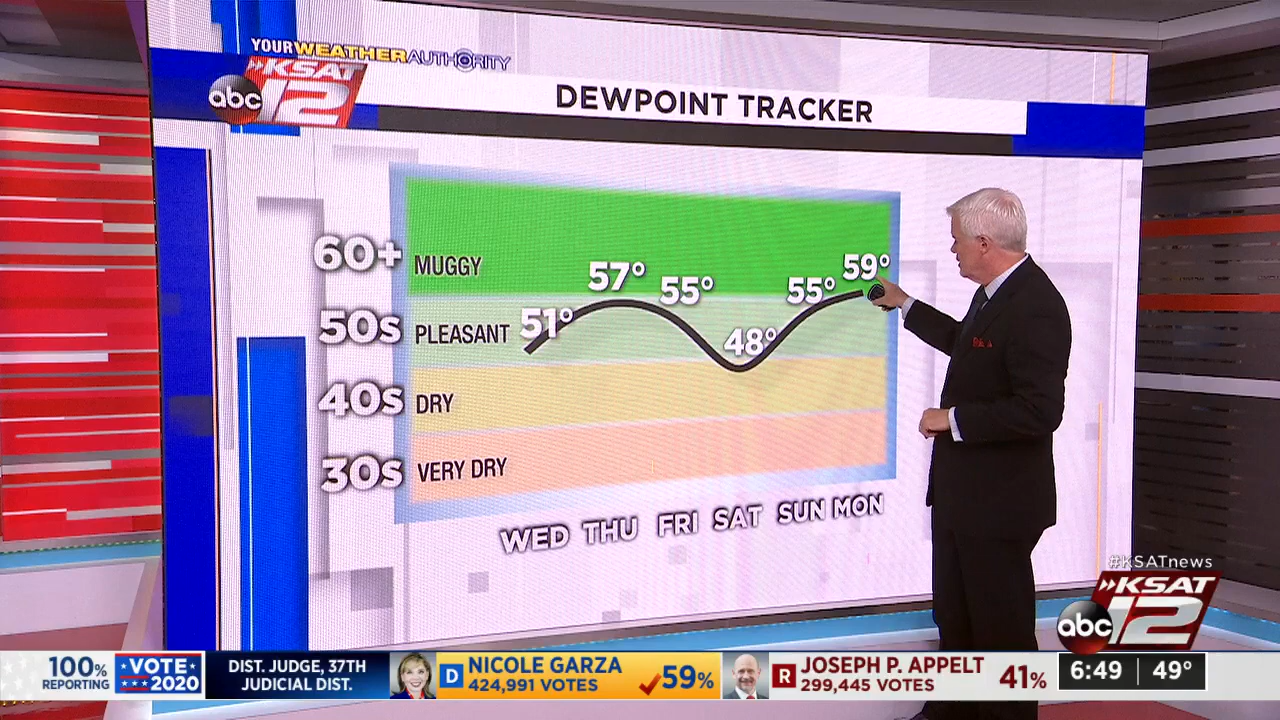 YOUR WEATHER AUTHORITY
»KSAT
abc 12
DEWPOINT TRACKER
60+ MUGGY
50s PLEASANT
40s DRY
30s VERY DRY
51° 57° 55° 48° 55° 59°
WED THU FRI SAT SUN MON
#KSATnews
»KSAT
abc 12
100% REPORTING
VOTE 2020
DIST. JUDGE, 37TH
JUDICIAL DIST.
D NICOLE GARZA
424,991 VOTES
59%
R JOSEPH P. APPELT
299,445 VOTES
41%
6:49 49°